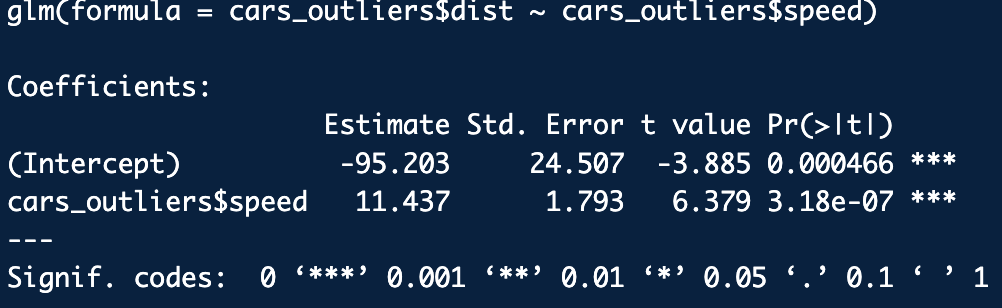 glm(formula = cars_outliers$dist ~ cars_outliers$speed)
Coefficients:
Estimate Std. Error t value Pr(>|t|)
(Intercept) -95.203 24.507 -3.885 0.000466 ***
cars_outliers$speed 11.437 1.793 6.379 3.18e-07 ***
---
Signif. codes: 0 ‘***’ 0.001 ‘**’ 0.01 ‘*’ 0.05 ‘.’ 0.1 ‘ ’ 1